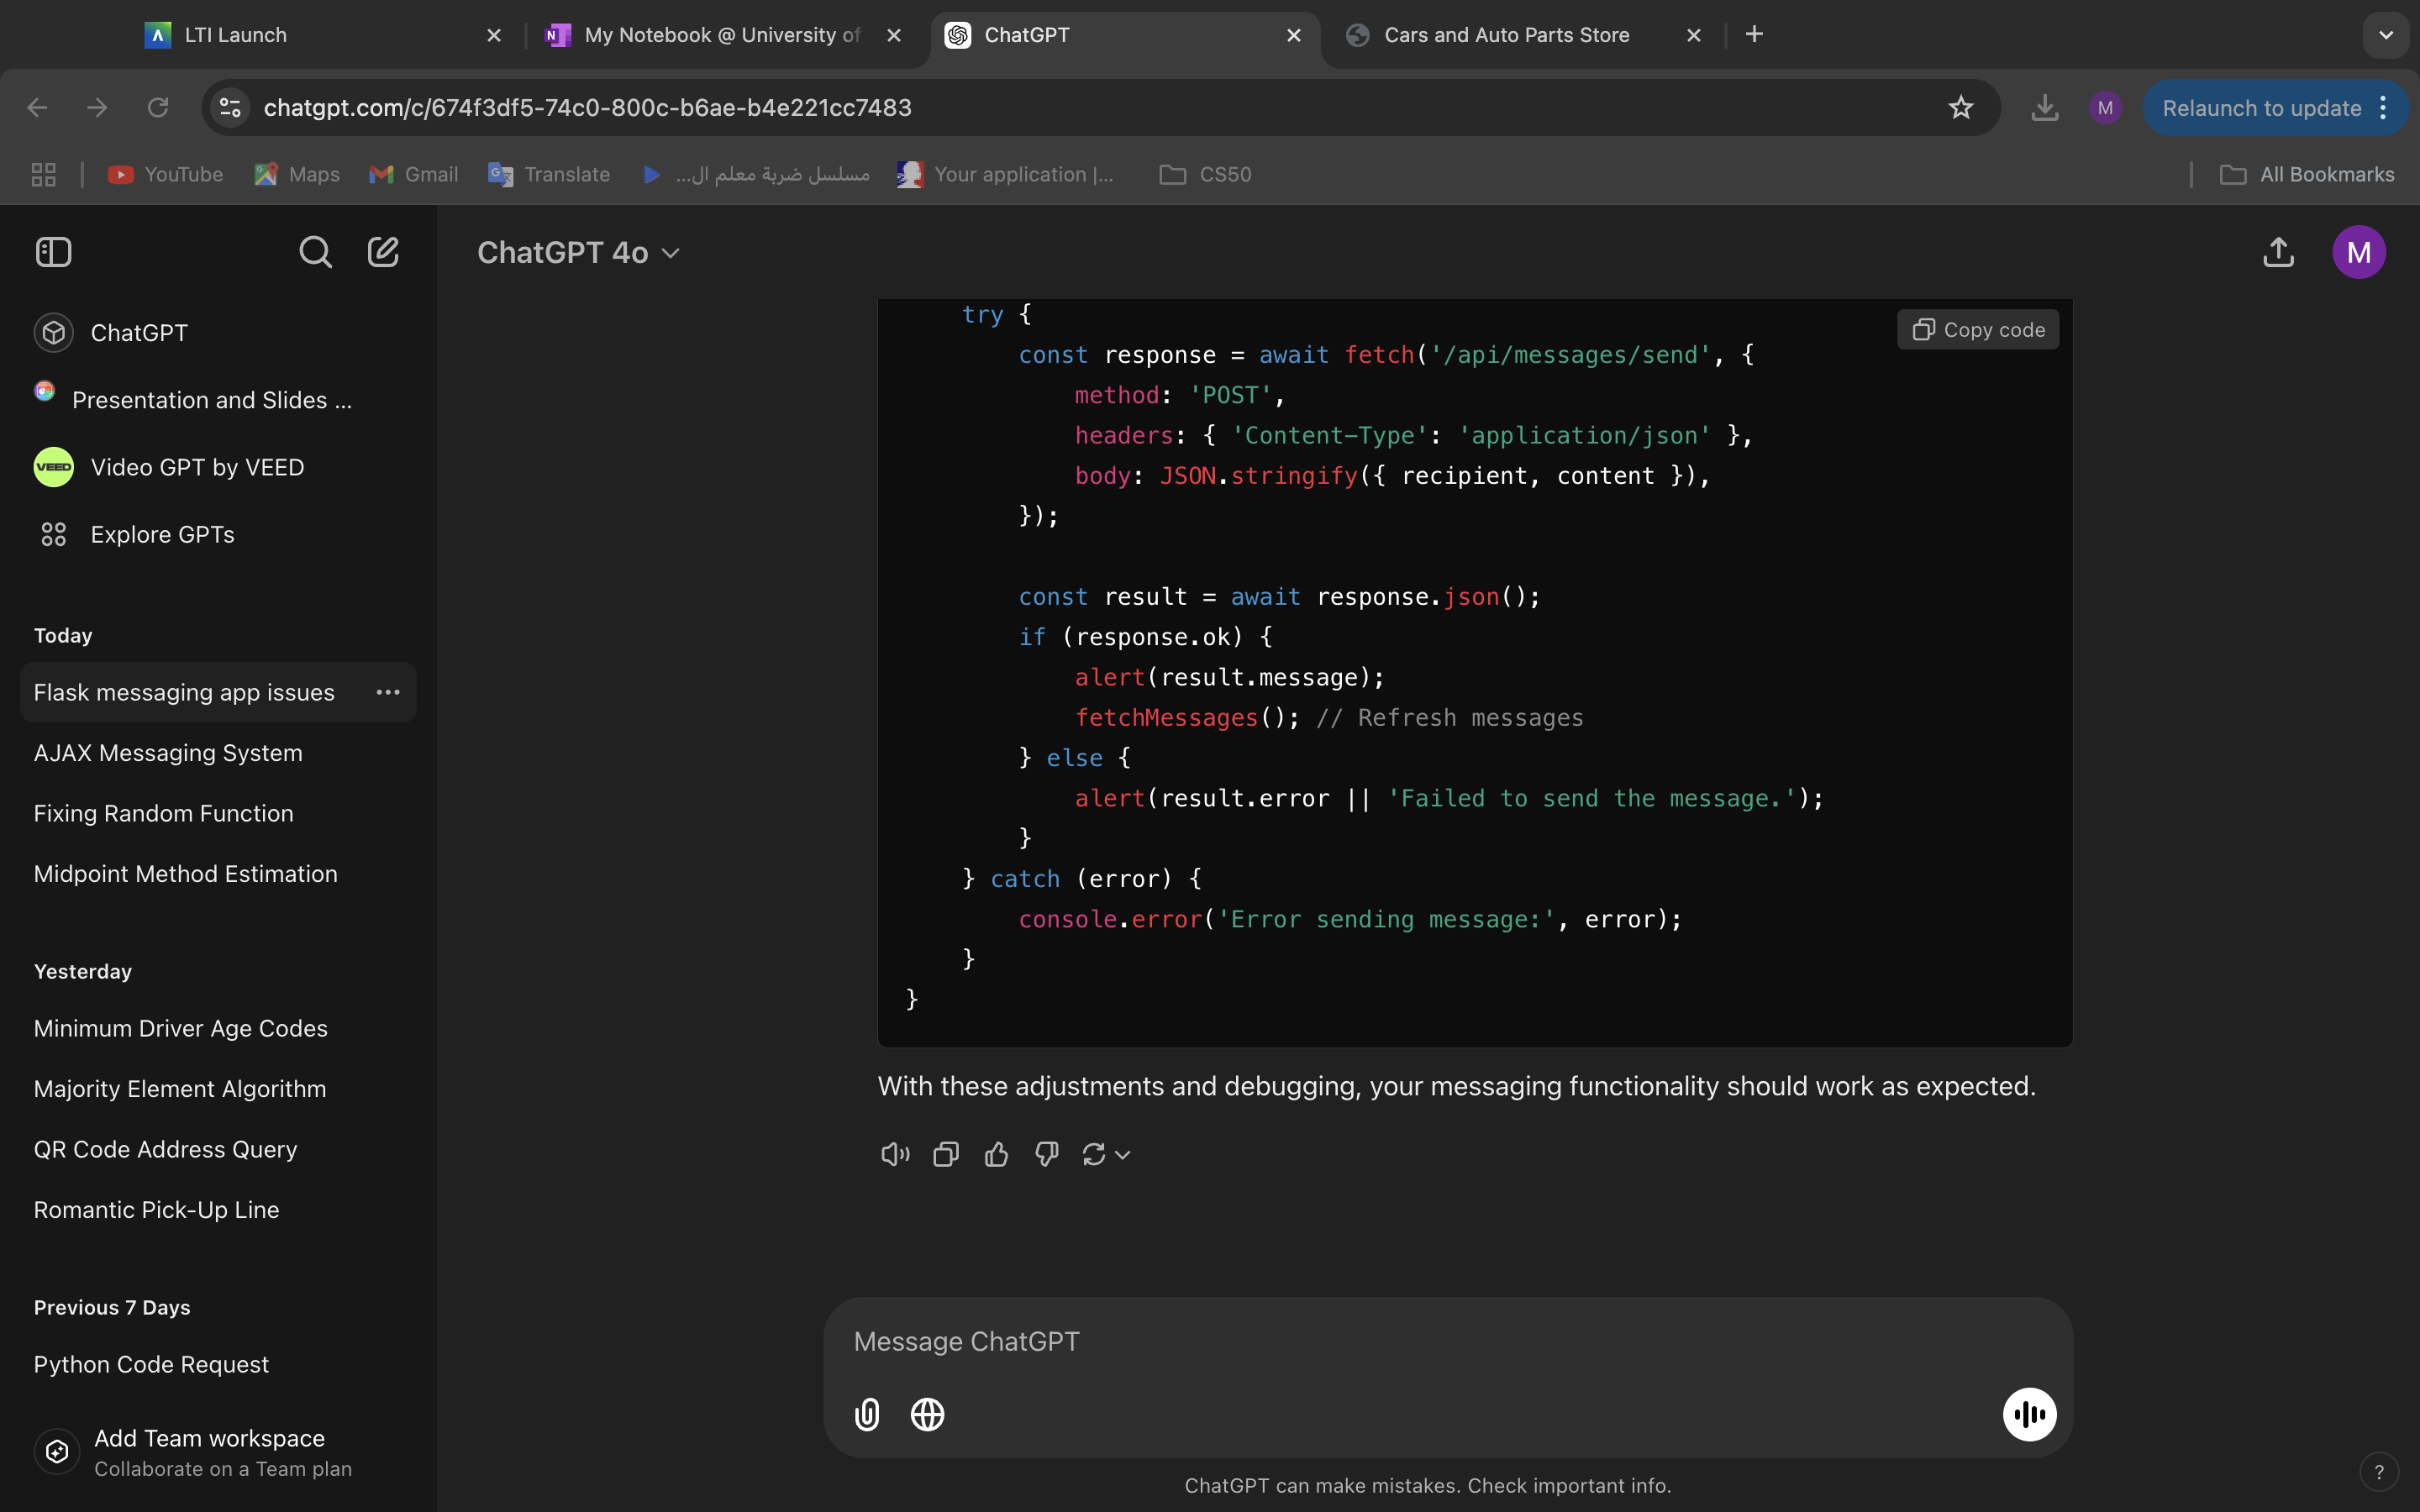 LTI Launch
My Notebook @ University of
ChatGPT
Cars and Auto Parts Store
chatgpt.com/c/674f3df5-74c0-800c-b6ae-b4e221cc7483
M
Relaunch to update
YouTube
Maps
Gmail
Translate
مسلسل ضربة معلم ال...
Your application |...
CS50
All Bookmarks
ChatGPT 4o
M
ChatGPT
Presentation and Slides ...
VEED
Video GPT by VEED
Explore GPTs
Today
Flask messaging app issues
AJAX Messaging System
Fixing Random Function
Midpoint Method Estimation
Yesterday
Minimum Driver Age Codes
Majority Element Algorithm
QR Code Address Query
Romantic Pick-Up Line
Previous 7 Days
Python Code Request
Add Team workspace
Collaborate on a Team plan
Copy code
try {
const response = await fetch('/api/messages/send', {
method: 'POST',
headers: { 'Content-Type': 'application/json' },
body: JSON.stringify({ recipient, content }),
});
const result = await response.json();
if (response.ok) {
alert(result.message);
fetchMessages(); // Refresh messages
} else {
alert(result.error || 'Failed to send the message.');
}
} catch (error) {
console.error('Error sending message:', error);
}
}
With these adjustments and debugging, your messaging functionality should work as expected.
Message ChatGPT
ChatGPT can make mistakes. Check important info.
?